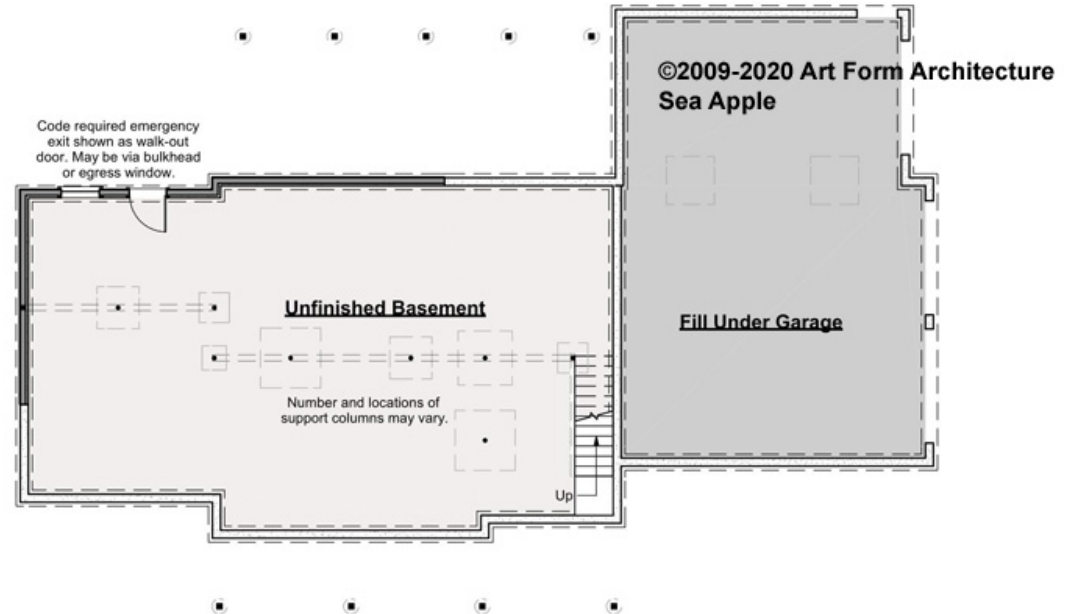 ©2009-2020 Art Form Architecture
Sea Apple
Code required emergency
exit shown as walk-out
door. May be via bulkhead
or egress window.
Unfinished Basement
Fill Under Garage
Number and locations of
support columns may vary.
Up